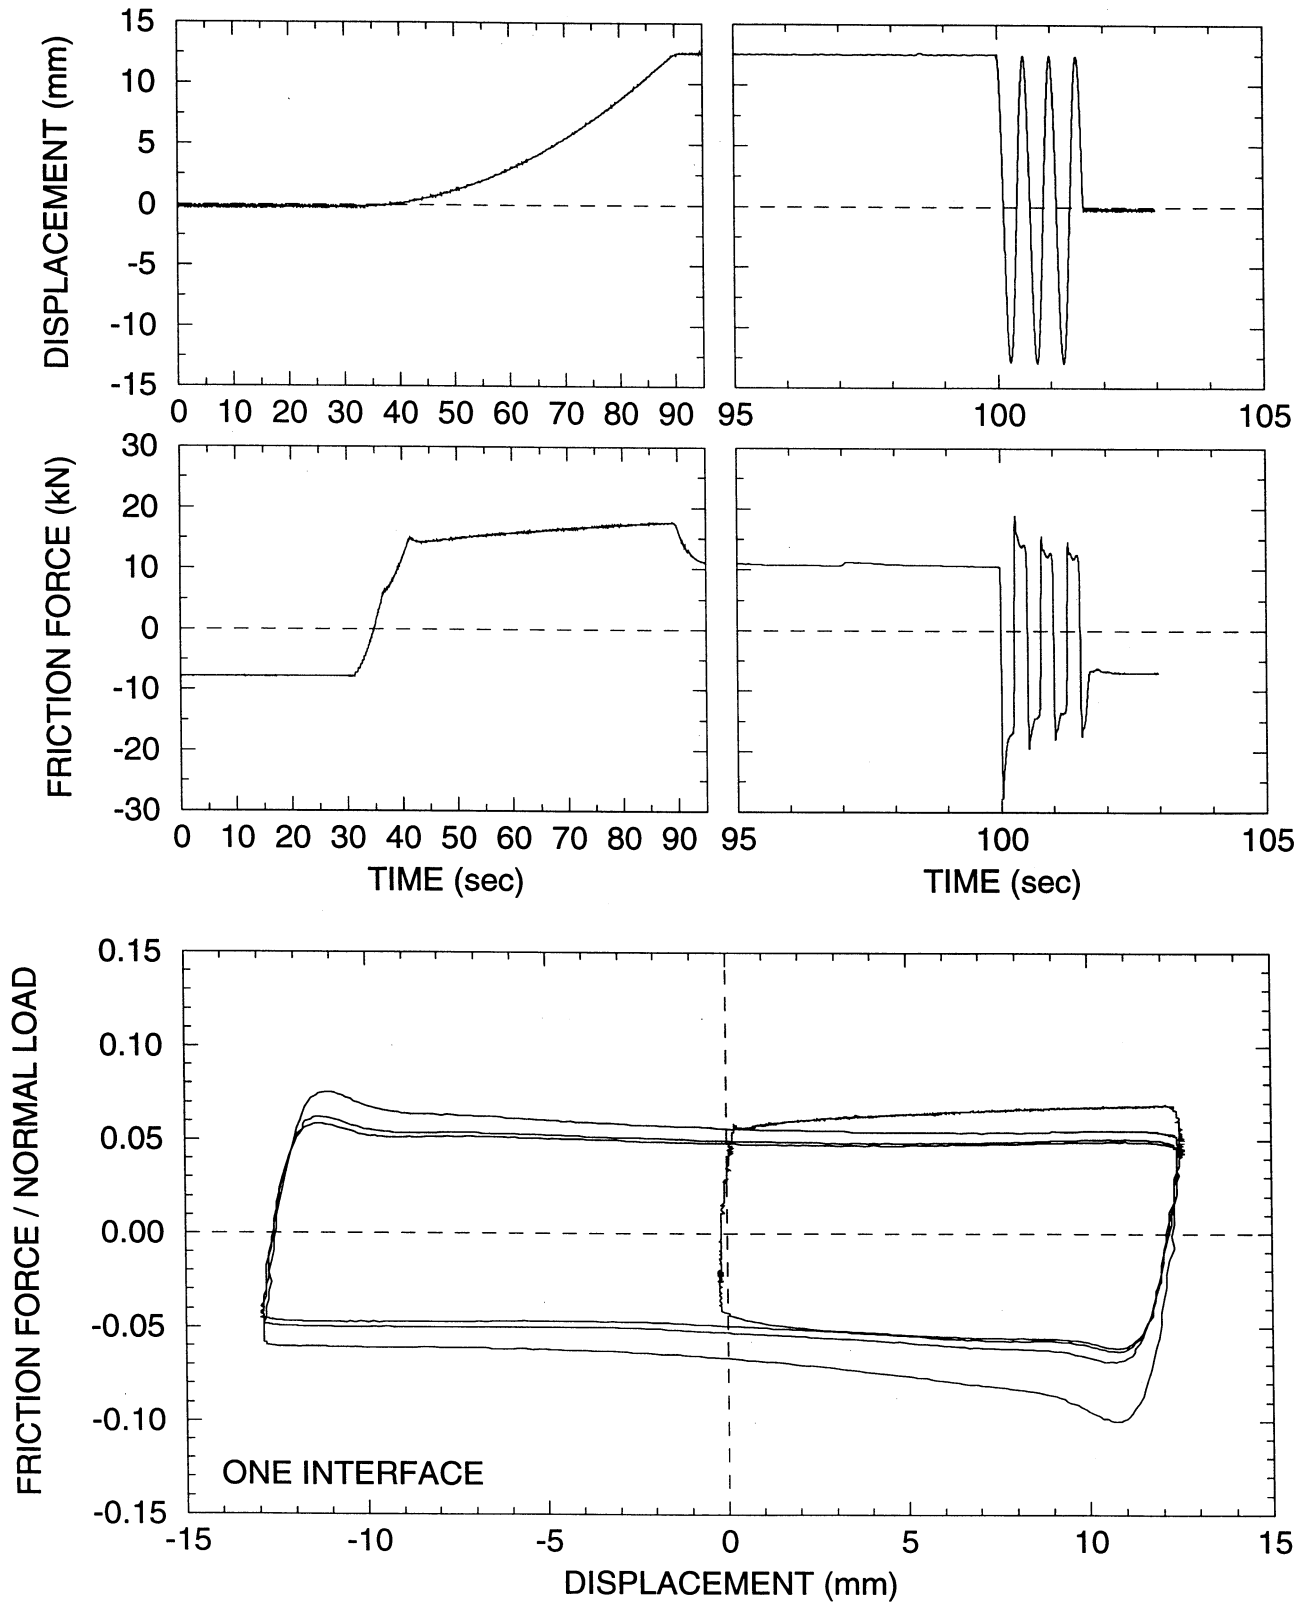 DISPLACEMENT (mm)
15
10
5
0
-5
-10
-15
0 10 20 30 40 50 60 70 80 90
95 100 105
FRICTION FORCE (kN)
30
20
10
0
-10
-20
-30
0 10 20 30 40 50 60 70 80 90
95 100 105
TIME (sec)
TIME (sec)
FRICTION FORCE / NORMAL LOAD
0.15
0.10
0.05
0.00
-0.05
-0.10
-0.15
ONE INTERFACE
-15 -10 -5 0 5 10 15
DISPLACEMENT (mm)